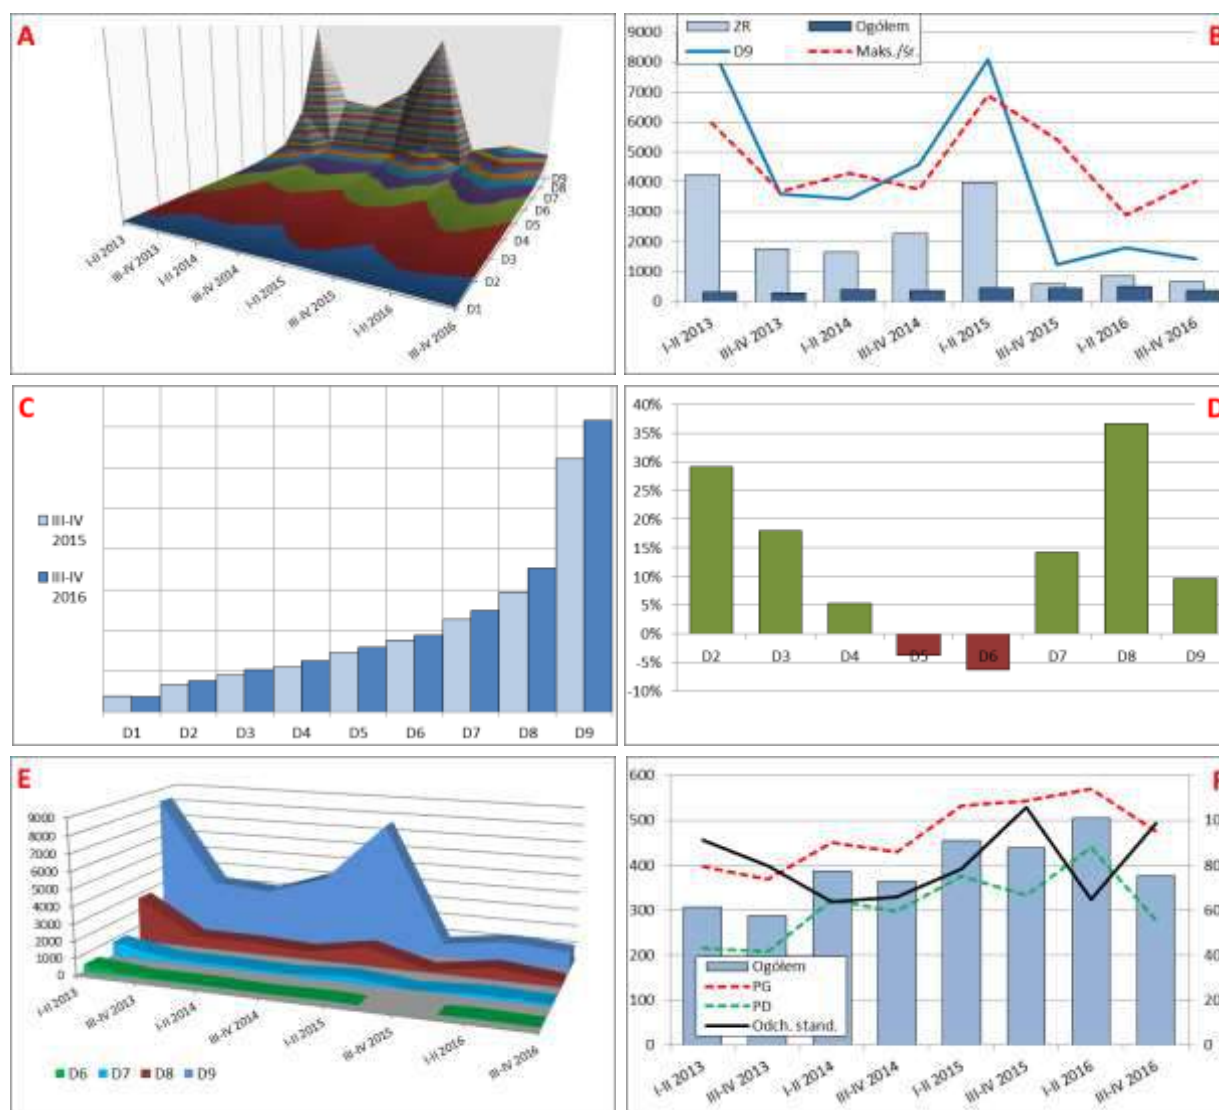 A
I-II 2013
III-IV 2013
I-II 2014
III-IV 2014
I-II 2015
III-IV 2015
I-II 2016
III-IV 2016
D9
D8
D7
D6
D5
D4
D3
D2
D1
B
ZR
Ogółem
D9
Maks./śr.
9000
8000
7000
6000
5000
4000
3000
2000
1000
0
I-II 2013
III-IV 2013
I-II 2014
III-IV 2014
I-II 2015
III-IV 2015
I-II 2016
III-IV 2016
C
III-IV
2015
III-IV
2016
D1 D2 D3 D4 D5 D6 D7 D8 D9
D
40%
35%
30%
25%
20%
15%
10%
5%
0%
-5%
-10%
D2 D3 D4 D5 D6 D7 D8 D9
E
9000
8000
7000
6000
5000
4000
3000
2000
1000
0
I-II 2013
III-IV 2013
I-II 2014
III-IV 2014
I-II 2015
III-IV 2015
I-II 2016
III-IV 2016
D6 D7 D8 D9
600
500
400
300
200
100
0
80
60
40
20
0
Ogółem
PG
PD
Odch. stand.
I-II 2013
III-IV 2013
I-II 2014
III-IV 2014
I-II 2015
III-IV 2015
I-II 2016
III-IV 2016